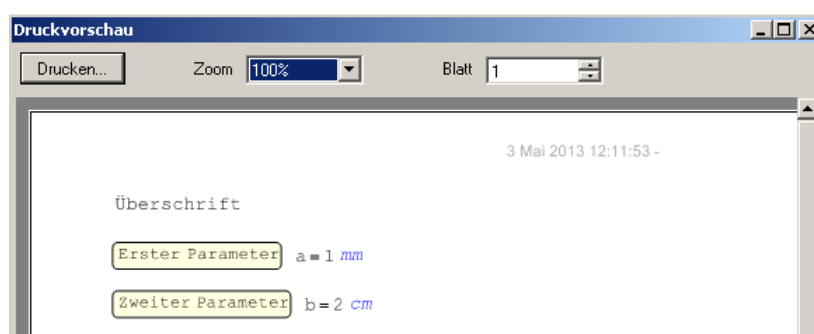 Druckvorschau
Drucken... Zoom 100% Blatt 1
3 Mai 2013 12:11:53 -
Überschrift
Erster Parameter a=1 mm
Zweiter Parameter b=2 cm